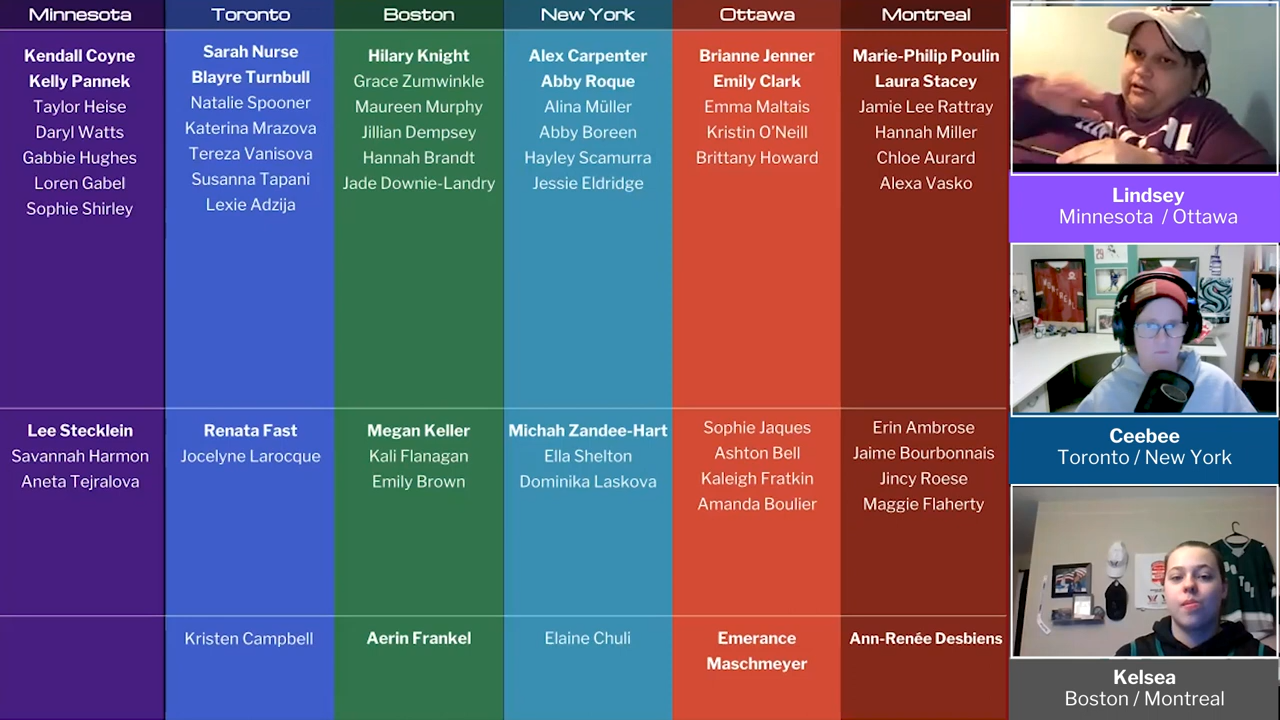 Minnesota
Toronto
Boston
New York
Ottawa
Montreal
Kendall Coyne
Kelly Pannek
Taylor Heise
Daryl Watts
Gabbie Hughes
Loren Gabel
Sophie Shirley
Sarah Nurse
Blayre Turnbull
Natalie Spooner
Katerina Mrazova
Tereza Vanisova
Susanna Tapani
Lexie Adzija
Hilary Knight
Grace Zumwinkle
Maureen Murphy
Jillian Dempsey
Hannah Brandt
Jade Downie-Landry
Alex Carpenter
Abby Roque
Alina Müller
Abby Boreen
Hayley Scamurra
Jessie Eldridge
Brianne Jenner
Emily Clark
Emma Maltais
Kristin O'Neill
Brittany Howard
Marie-Philip Poulin
Laura Stacey
Jamie Lee Rattray
Hannah Miller
Chloe Aurard
Alexa Vasko
Lee Stecklein
Savannah Harmon
Aneta Tejralova
Renata Fast
Jocelyne Larocque
Megan Keller
Kali Flanagan
Emily Brown
Michah Zandee-Hart
Ella Shelton
Dominika Laskova
Sophie Jaques
Ashton Bell
Kaleigh Fratkin
Amanda Boulier
Erin Ambrose
Jaime Bourbonnais
Jincy Roese
Maggie Flaherty
Kristen Campbell
Aerin Frankel
Elaine Chuli
Emerance
Maschmeyer
Ann-Renée Desbiens
Lindsey
Minnesota / Ottawa
Ceebee
Toronto / New York
Kelsea
Boston / Montreal